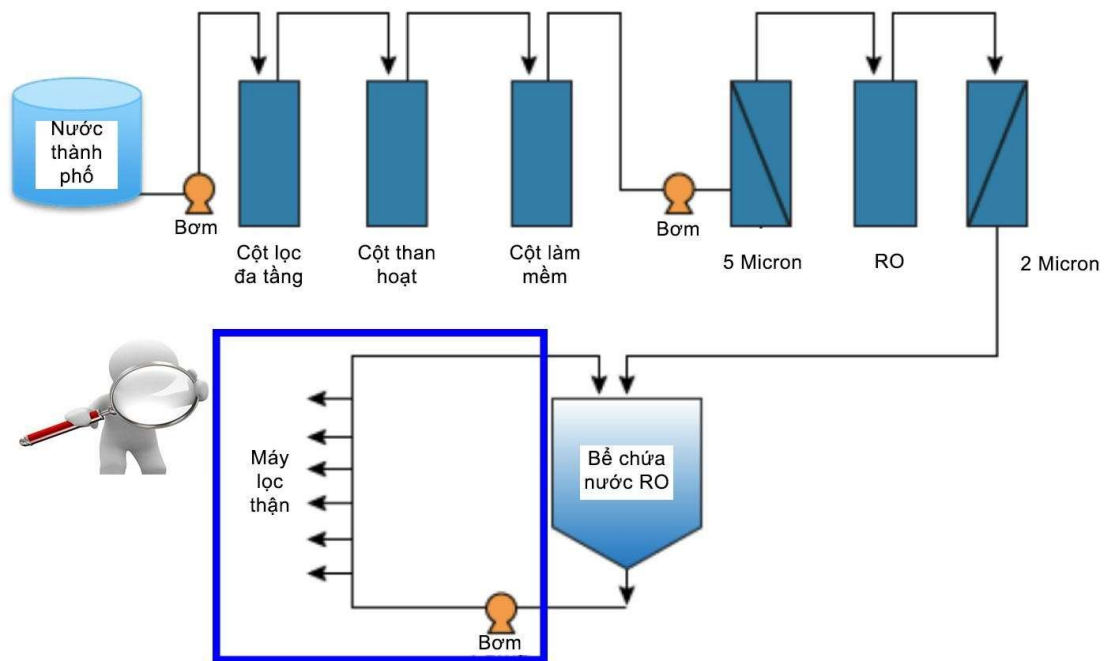 Nước
thành
phố
Bơm
Cột lọc
đa tầng
Cột than
hoạt
Cột làm
mềm
Bơm
5 Micron
RO
2 Micron
Máy
lọc
thận
Bể chứa
nước RO
Bơm